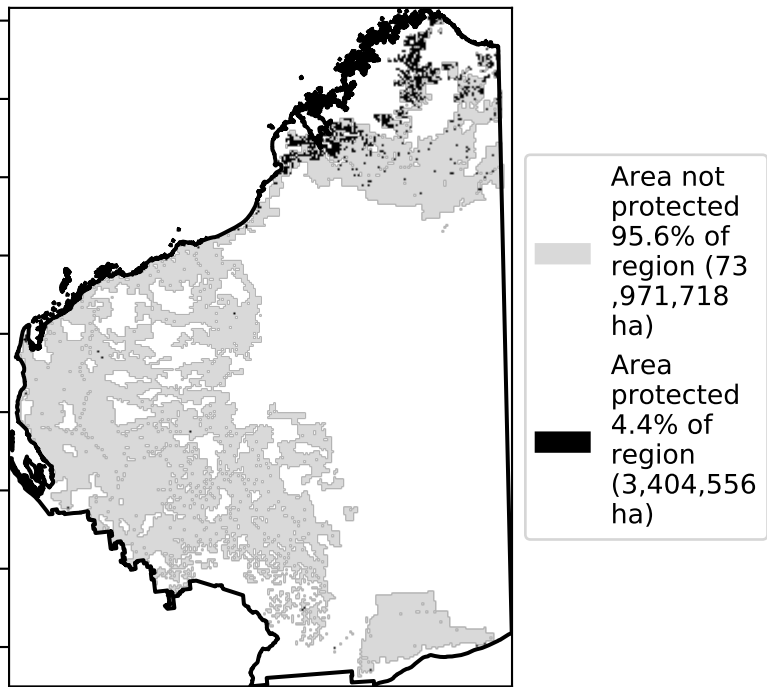 Area not
protected
95.6% of
region (73
,971,718
ha)
Area
protected
4.4% of
region
(3,404,556
ha)